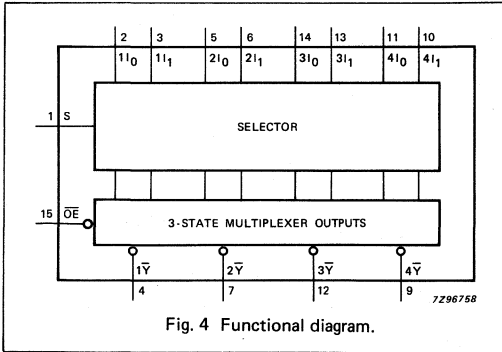 2 3 5 6 14 13 11 10
1I₀ 1I₁ 2I₀ 2I₁ 3I₀ 3I₁ 4I₀ 4I₁
1 S
SELECTOR
15 O̅E̅
3-STATE MULTIPLEXER OUTPUTS
1Y̅ 2Y̅ 3Y̅ 4Y̅
4 7 12 9
7Z96758
Fig. 4 Functional diagram.